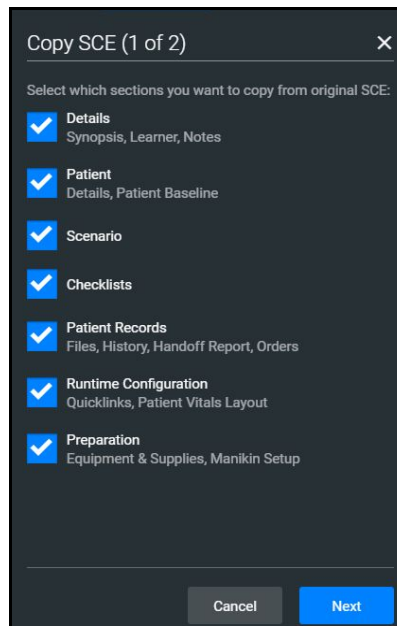 Copy SCE (1 of 2)
Select which sections you want to copy from original SCE:
Details
Synopsis, Learner, Notes
Patient
Details, Patient Baseline
Scenario
Checklists
Patient Records
Files, History, Handoff Report, Orders
Runtime Configuration
Quicklinks, Patient Vitals Layout
Preparation
Equipment & Supplies, Manikin Setup
Cancel Next